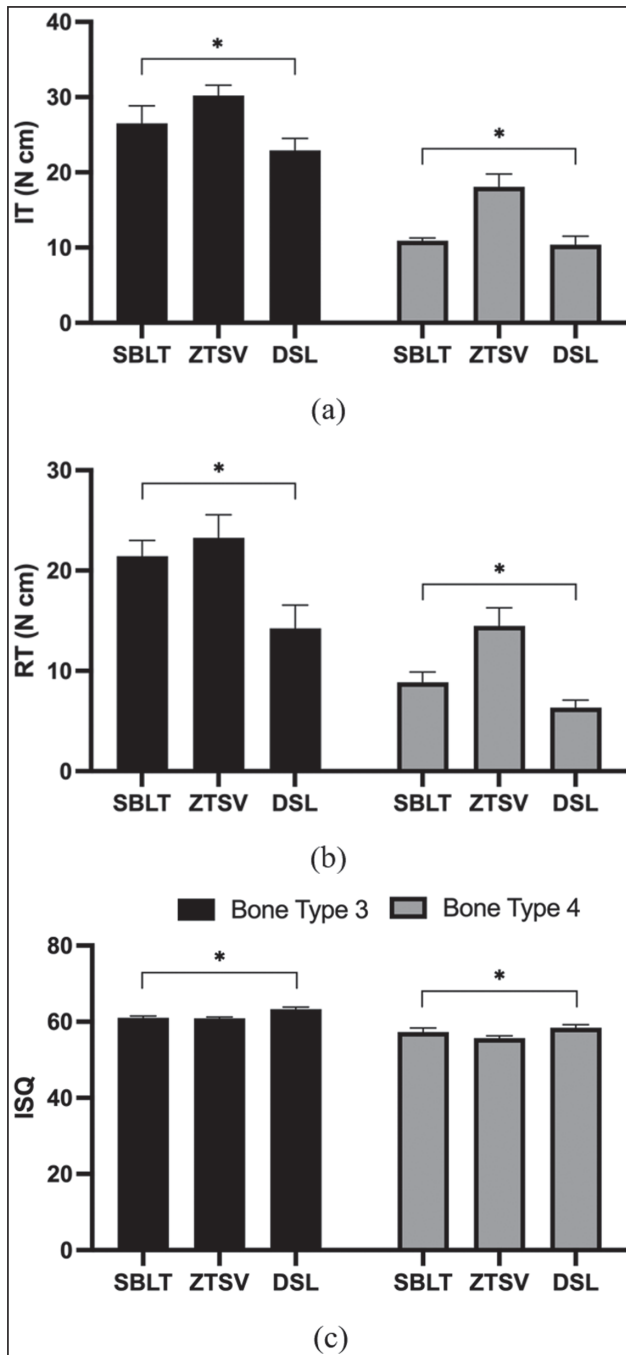 40
*
30
*
IT (N cm)
20
10
0
SBLT ZTSV DSL SBLT ZTSV DSL
(a)
30
*
20
*
RT (N cm)
10
0
SBLT ZTSV DSL SBLT ZTSV DSL
(b)
Bone Type 3 Bone Type 4
80
* *
60
ISQ
40
20
0
SBLT ZTSV DSL SBLT ZTSV DSL
(c)